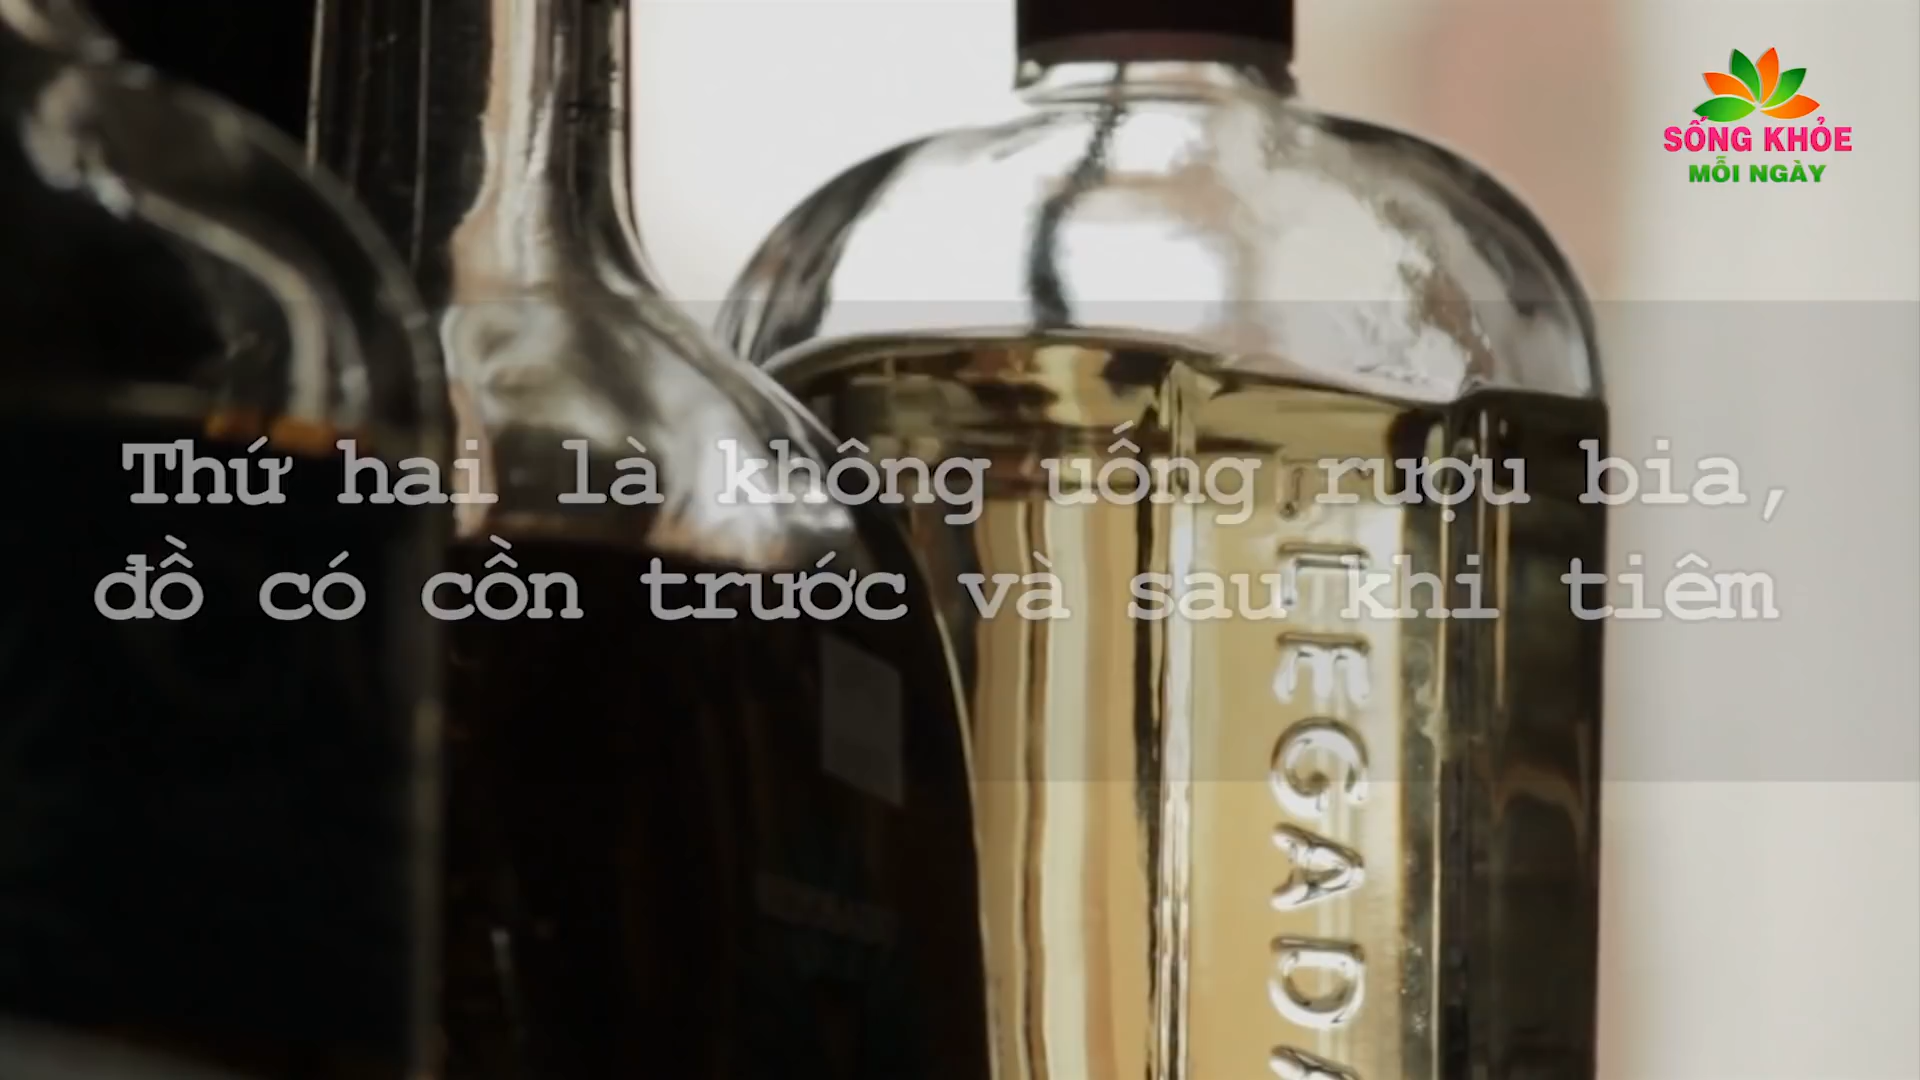 SỐNG KHỎE
MỖI NGÀY
Thứ hai là không uống rượu bia,
đồ có cồn trước và sau khi tiêm